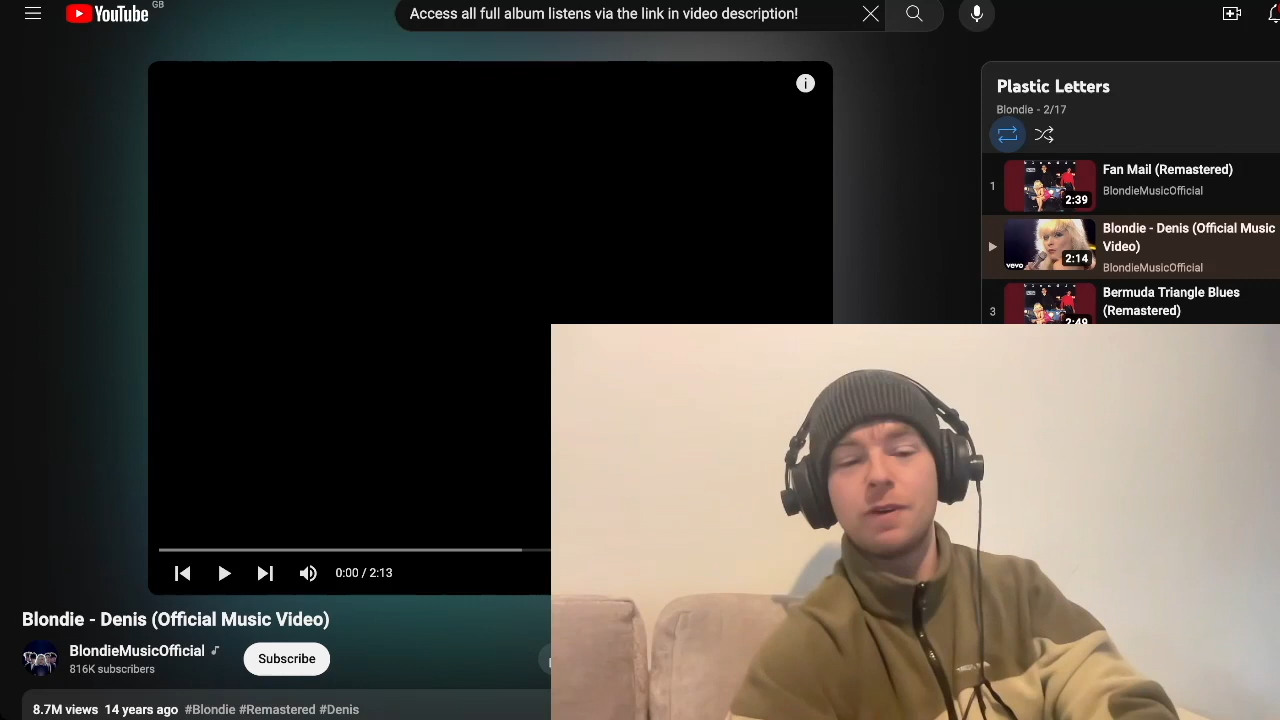 YouTube GB
Access all full album listens via the link in video description!
Plastic Letters
Blondie - 2/17
1
Fan Mail (Remastered)
BlondieMusicOfficial
2:39
Blondie - Denis (Official Music
Video)
BlondieMusicOfficial
2:14
vevo
3
Bermuda Triangle Blues
(Remastered)
2:49
0:00 / 2:13
Blondie - Denis (Official Music Video)
BlondieMusicOfficial
816K subscribers
Subscribe
8.7M views 14 years ago #Blondie #Remastered #Denis